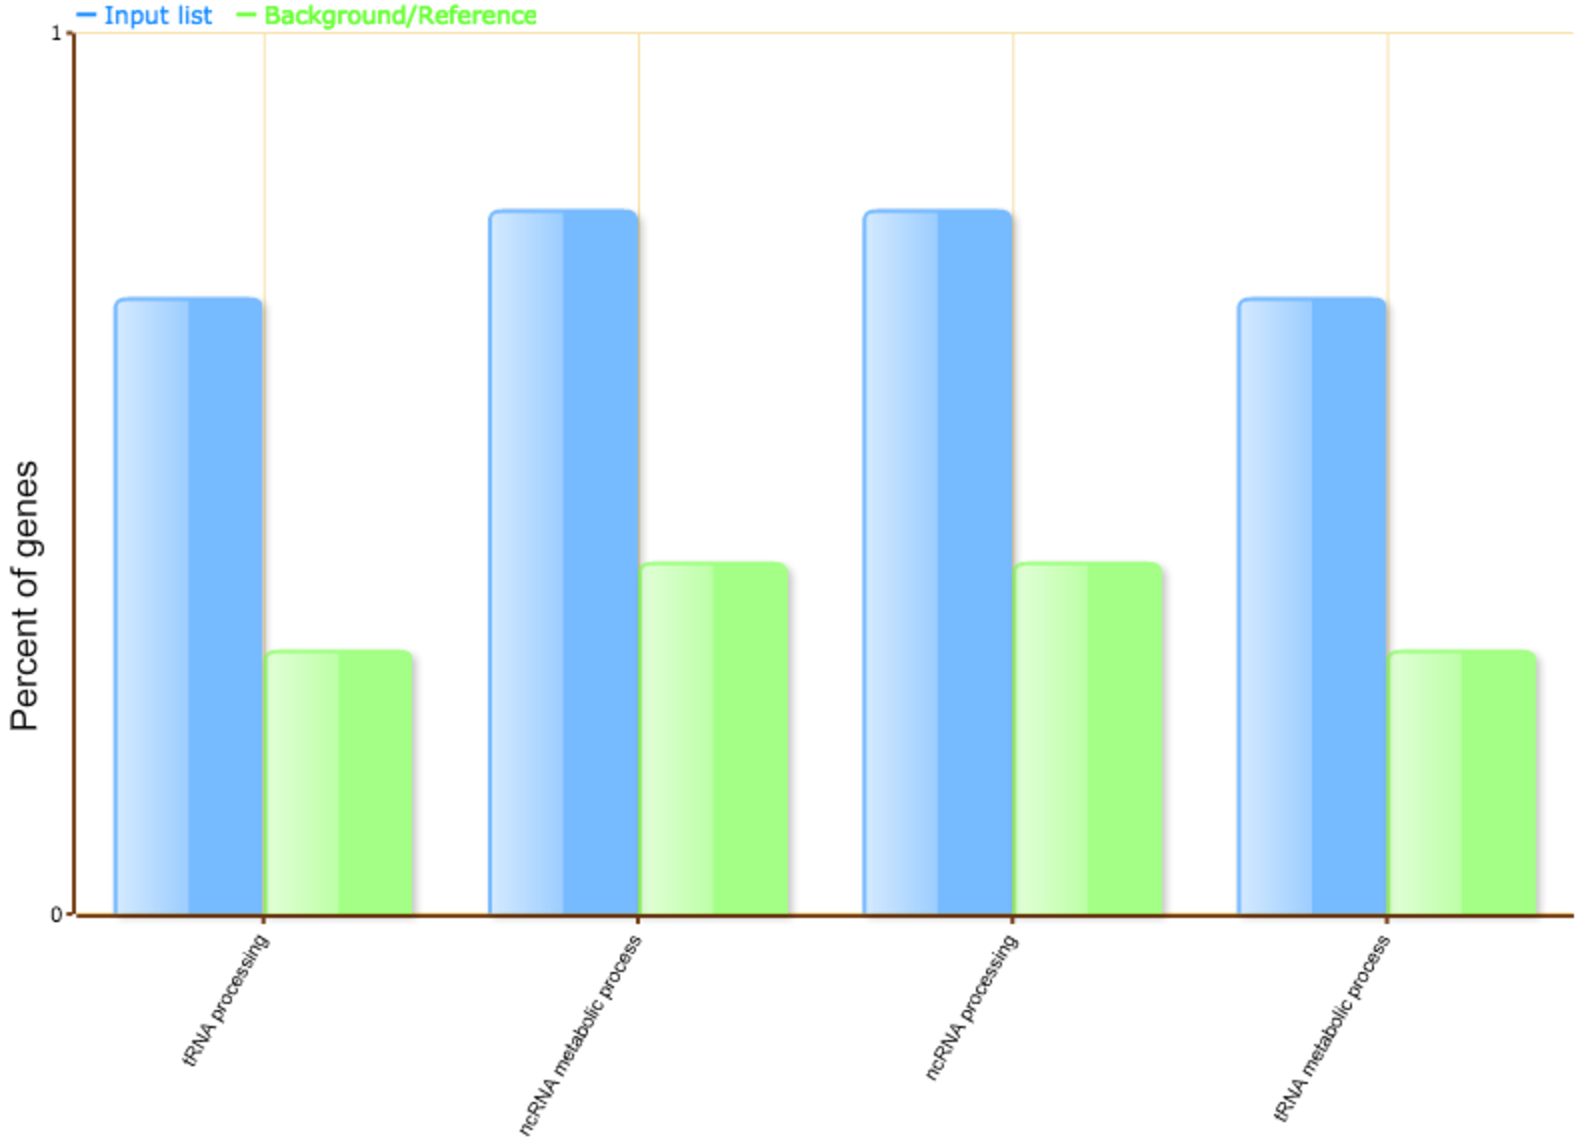 Input list Background/Reference
1
Percent of genes
0
tRNA processing
ncRNA metabolic process
ncRNA processing
tRNA metabolic process